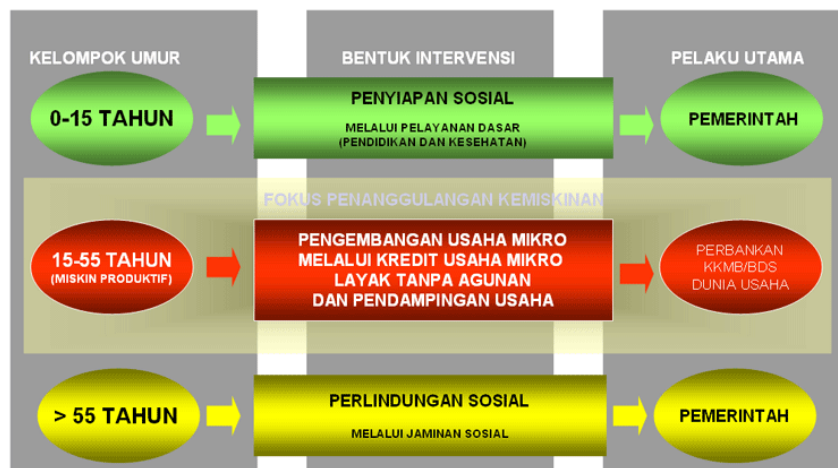 KELOMPOK UMUR
BENTUK INTERVENSI
PELAKU UTAMA
0-15 TAHUN
PENYIAPAN SOSIAL
MELALUI PELAYANAN DASAR
(PENDIDIKAN DAN KESEHATAN)
PEMERINTAH
FOKUS PENANGGULANGAN KEMISKINAN
15-55 TAHUN
(MISKIN PRODUKTIF)
PENGEMBANGAN USAHA MIKRO
MELALUI KREDIT USAHA MIKRO
LAYAK TANPA AGUNAN
DAN PENDAMPINGAN USAHA
PERBANKAN
KKMB/BDS
DUNIA USAHA
> 55 TAHUN
PERLINDUNGAN SOSIAL
MELALUI JAMINAN SOSIAL
PEMERINTAH